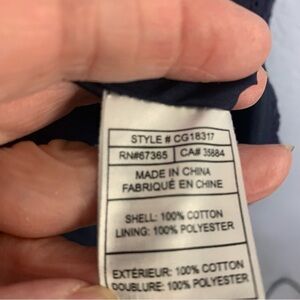 STYLE # CG18317
RN#67365 CA# 35884
MADE IN CHINA
FABRIQUÉ EN CHINE
SHELL: 100% COTTON
LINING: 100% POLYESTER
EXTÉRIEUR: 100% COTON
DOUBLURE: 100% POLYESTER